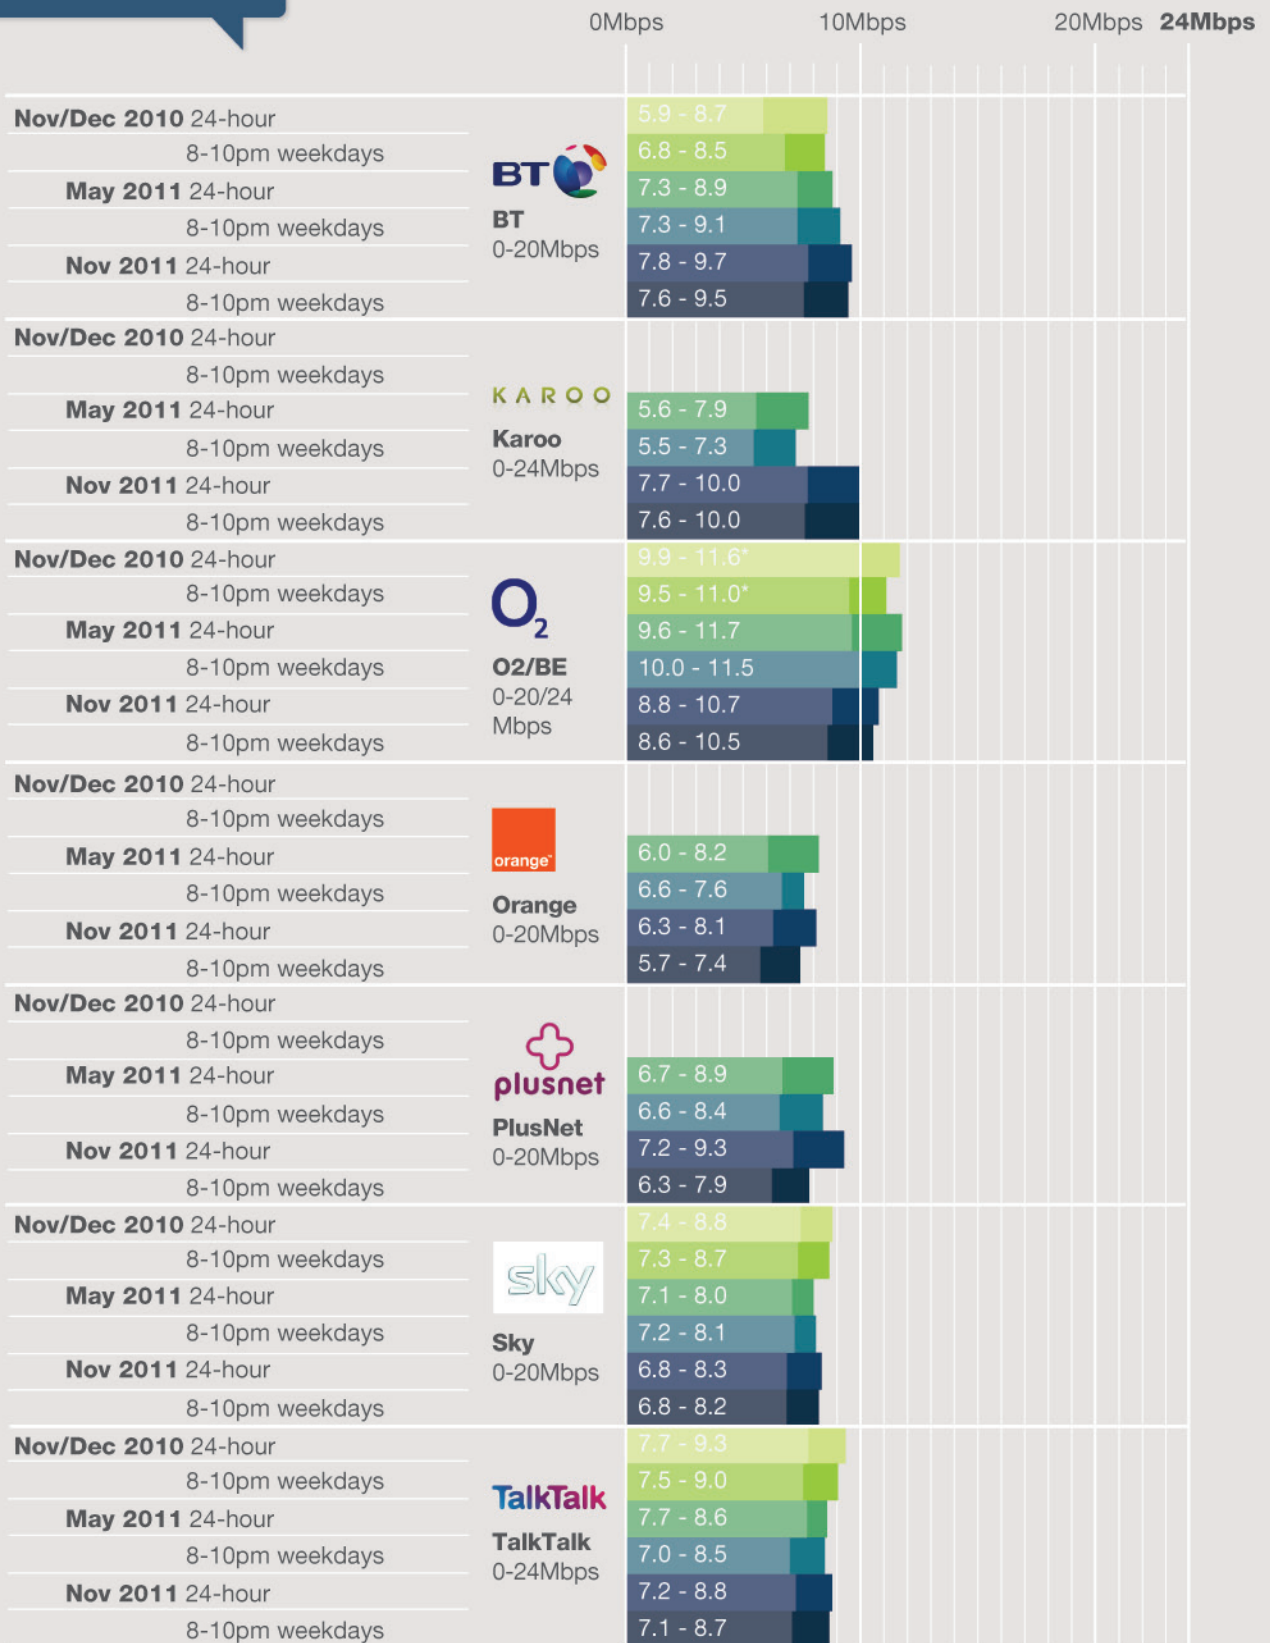 0Mbps 10Mbps 20Mbps 24Mbps
Nov/Dec 2010 24-hour 5.9 - 8.7
8-10pm weekdays 6.8 - 8.5
May 2011 24-hour 7.3 - 8.9
8-10pm weekdays 7.3 - 9.1
Nov 2011 24-hour 7.8 - 9.7
8-10pm weekdays 7.6 - 9.5
BT
BT
0-20Mbps
Nov/Dec 2010 24-hour
8-10pm weekdays
May 2011 24-hour 5.6 - 7.9
8-10pm weekdays 5.5 - 7.3
Nov 2011 24-hour 7.7 - 10.0
8-10pm weekdays 7.6 - 10.0
KAROO
Karoo
0-24Mbps
Nov/Dec 2010 24-hour 9.9 - 11.6*
8-10pm weekdays 9.5 - 11.0*
May 2011 24-hour 9.6 - 11.7
8-10pm weekdays 10.0 - 11.5
Nov 2011 24-hour 8.8 - 10.7
8-10pm weekdays 8.6 - 10.5
O2
O2/BE
0-20/24
Mbps
Nov/Dec 2010 24-hour
8-10pm weekdays
May 2011 24-hour 6.0 - 8.2
8-10pm weekdays 6.6 - 7.6
Nov 2011 24-hour 6.3 - 8.1
8-10pm weekdays 5.7 - 7.4
orange™
Orange
0-20Mbps
Nov/Dec 2010 24-hour
8-10pm weekdays
May 2011 24-hour 6.7 - 8.9
8-10pm weekdays 6.6 - 8.4
Nov 2011 24-hour 7.2 - 9.3
8-10pm weekdays 6.3 - 7.9
plusnet
PlusNet
0-20Mbps
Nov/Dec 2010 24-hour 7.4 - 8.8
8-10pm weekdays 7.3 - 8.7
May 2011 24-hour 7.1 - 8.0
8-10pm weekdays 7.2 - 8.1
Nov 2011 24-hour 6.8 - 8.3
8-10pm weekdays 6.8 - 8.2
sky
Sky
0-20Mbps
Nov/Dec 2010 24-hour 7.7 - 9.3
8-10pm weekdays 7.5 - 9.0
May 2011 24-hour 7.7 - 8.6
8-10pm weekdays 7.0 - 8.5
Nov 2011 24-hour 7.2 - 8.8
8-10pm weekdays 7.1 - 8.7
TalkTalk
TalkTalk
0-24Mbps